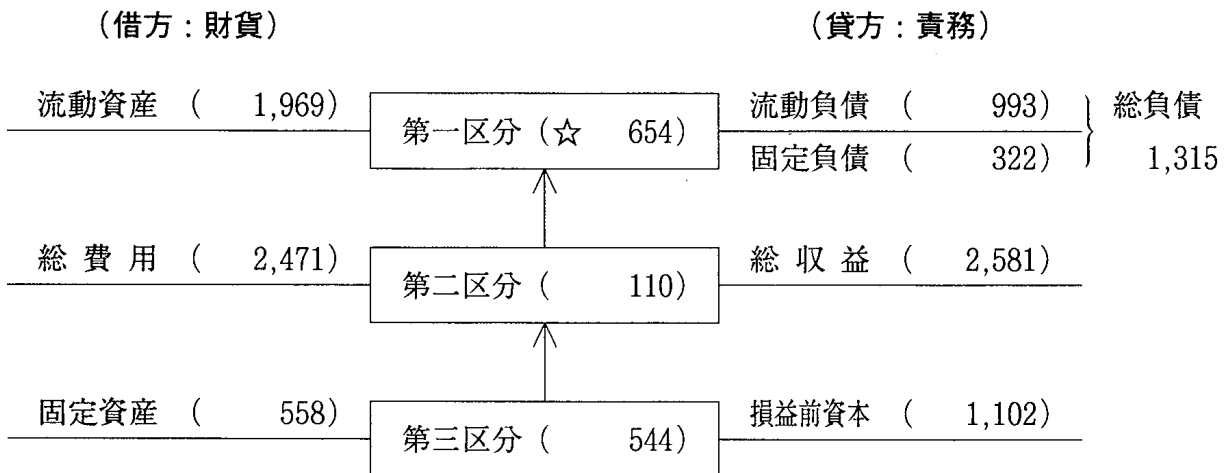 （借方：財貨） （貸方：責務）
流動資産 （ 1,969） 第一区分（☆ 654） 流動負債 （ 993） 総負債
固定負債 （ 322） 1,315
総費用 （ 2,471） 第二区分（ 110） 総収益 （ 2,581）
固定資産 （ 558） 第三区分（ 544） 損益前資本 （ 1,102）